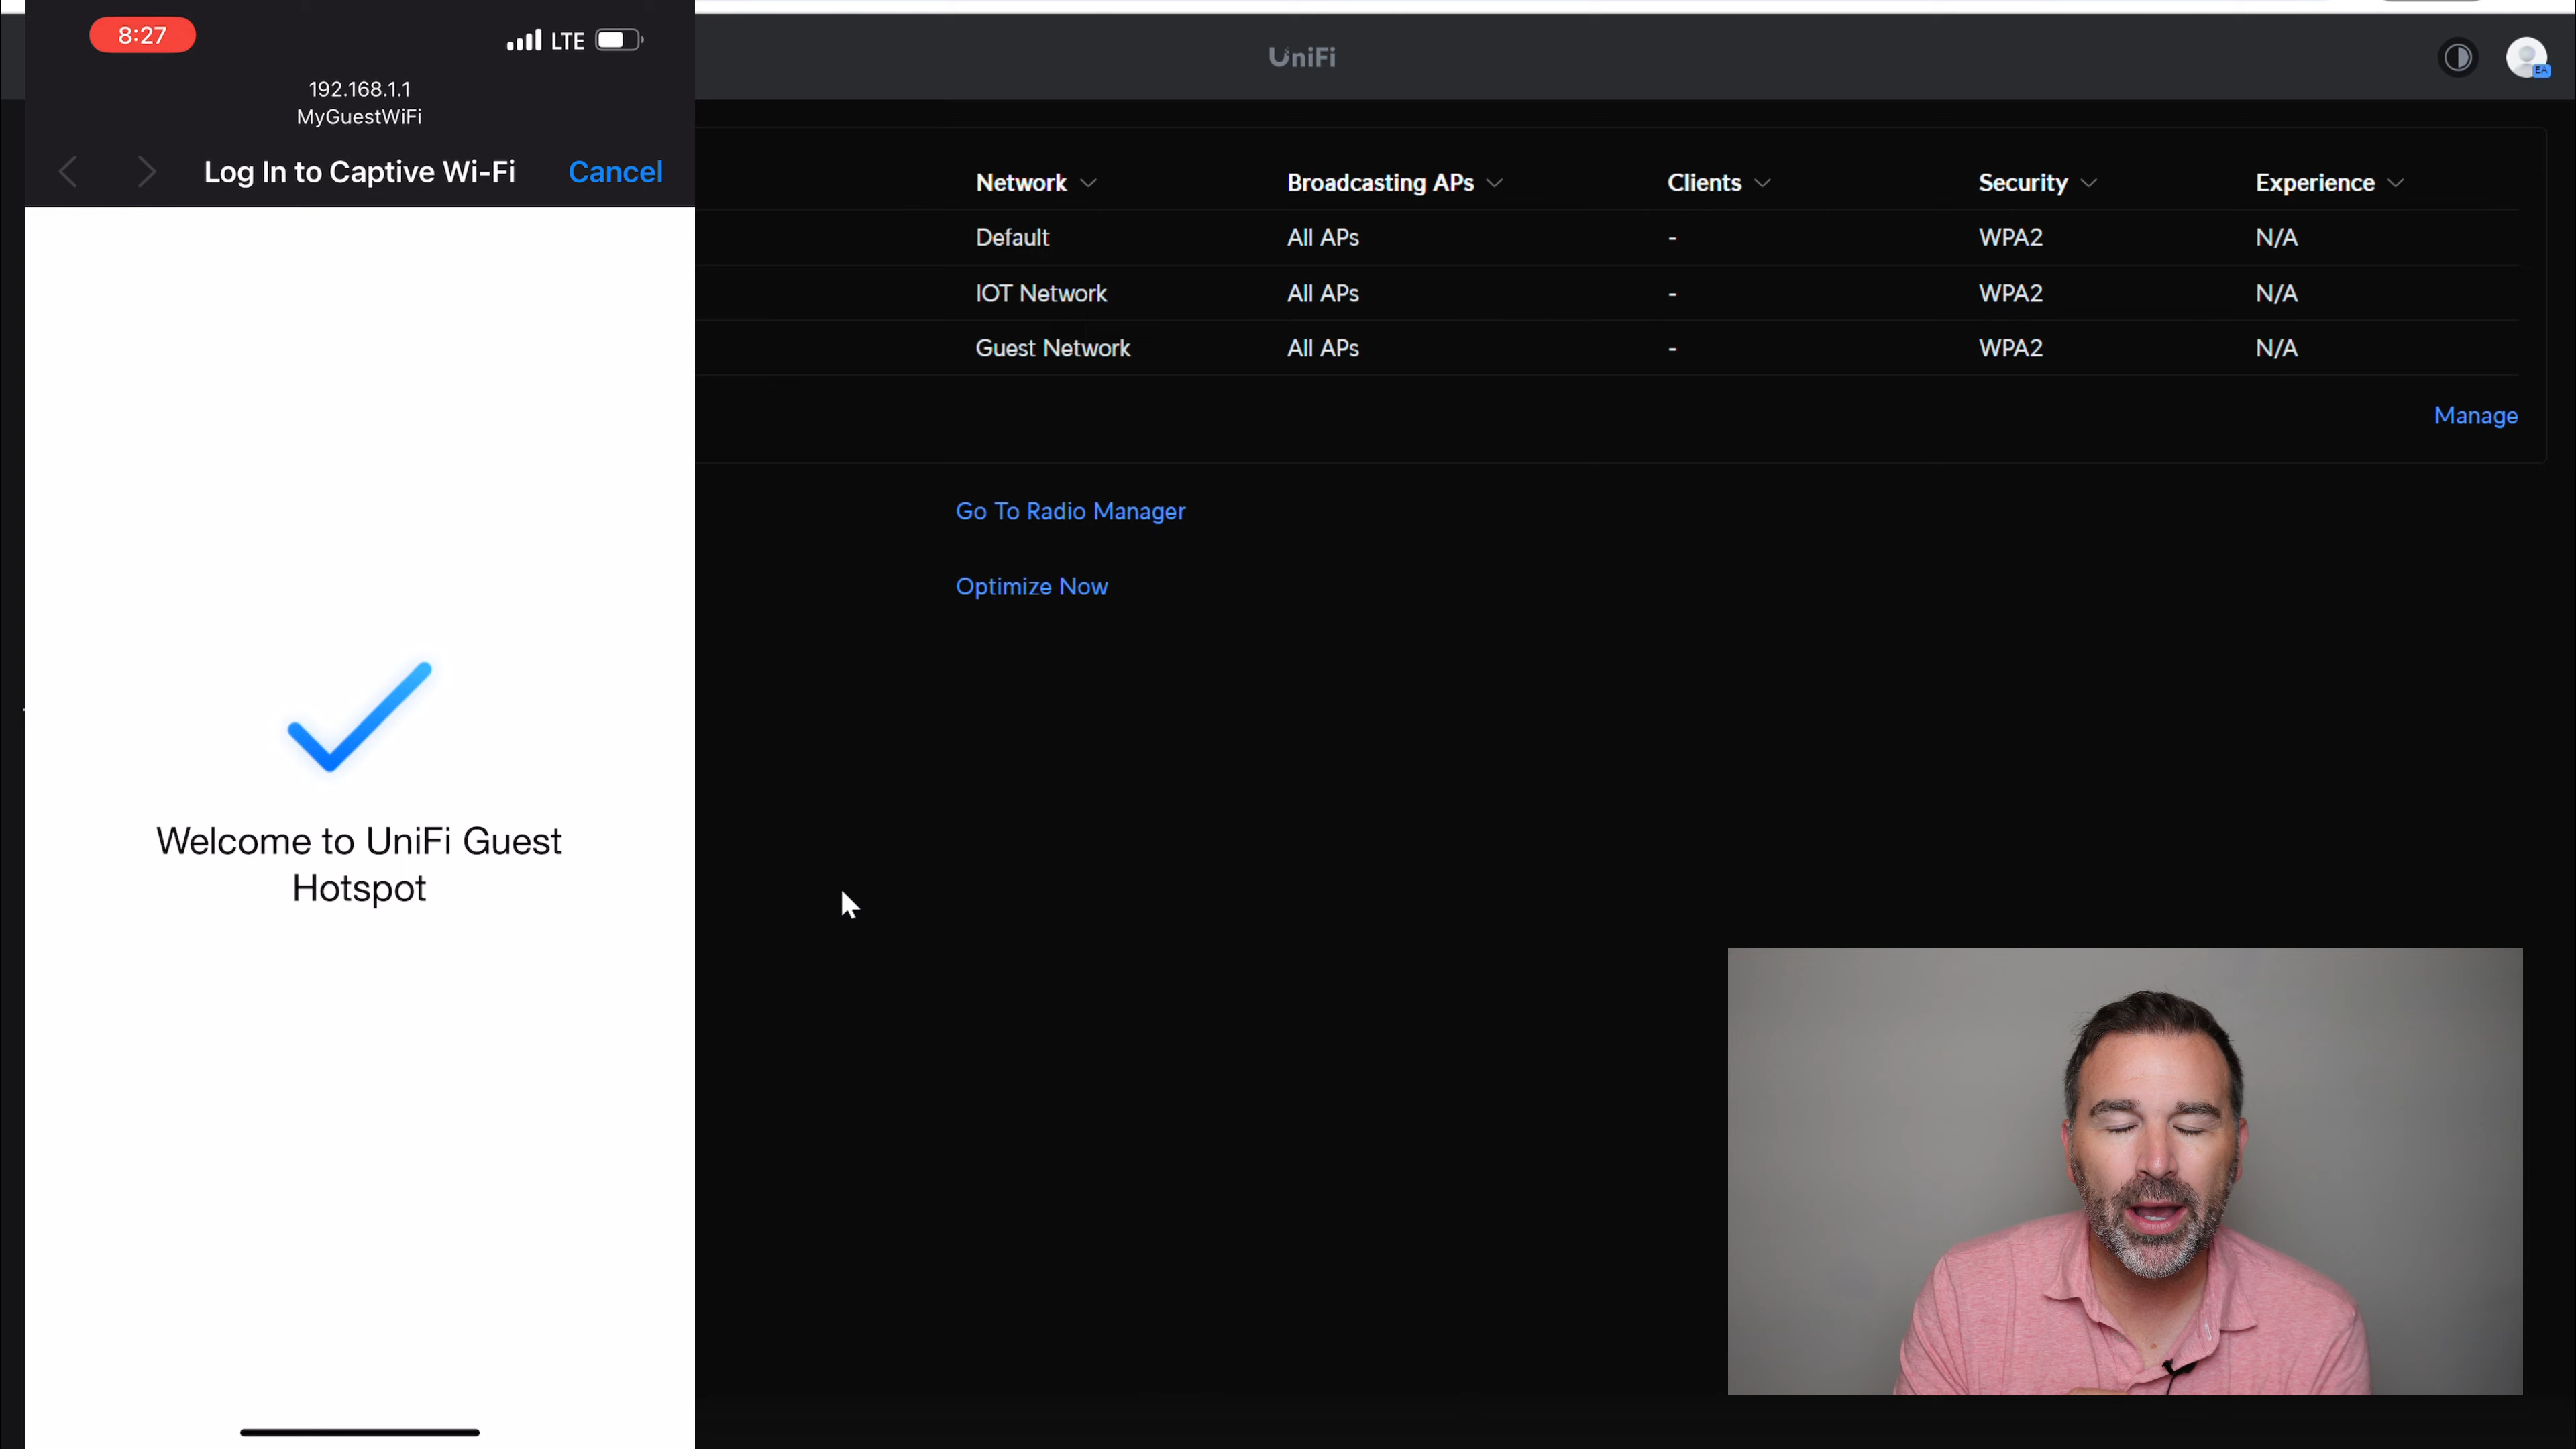 8:27
LTE
192.168.1.1
MyGuestWiFi
Log In to Captive Wi-Fi
Cancel
Welcome to UniFi Guest
Hotspot
UniFi
EA
Network Broadcasting APs Clients Security Experience
Default All APs - WPA2 N/A
IOT Network All APs - WPA2 N/A
Guest Network All APs - WPA2 N/A
Manage
Go To Radio Manager
Optimize Now